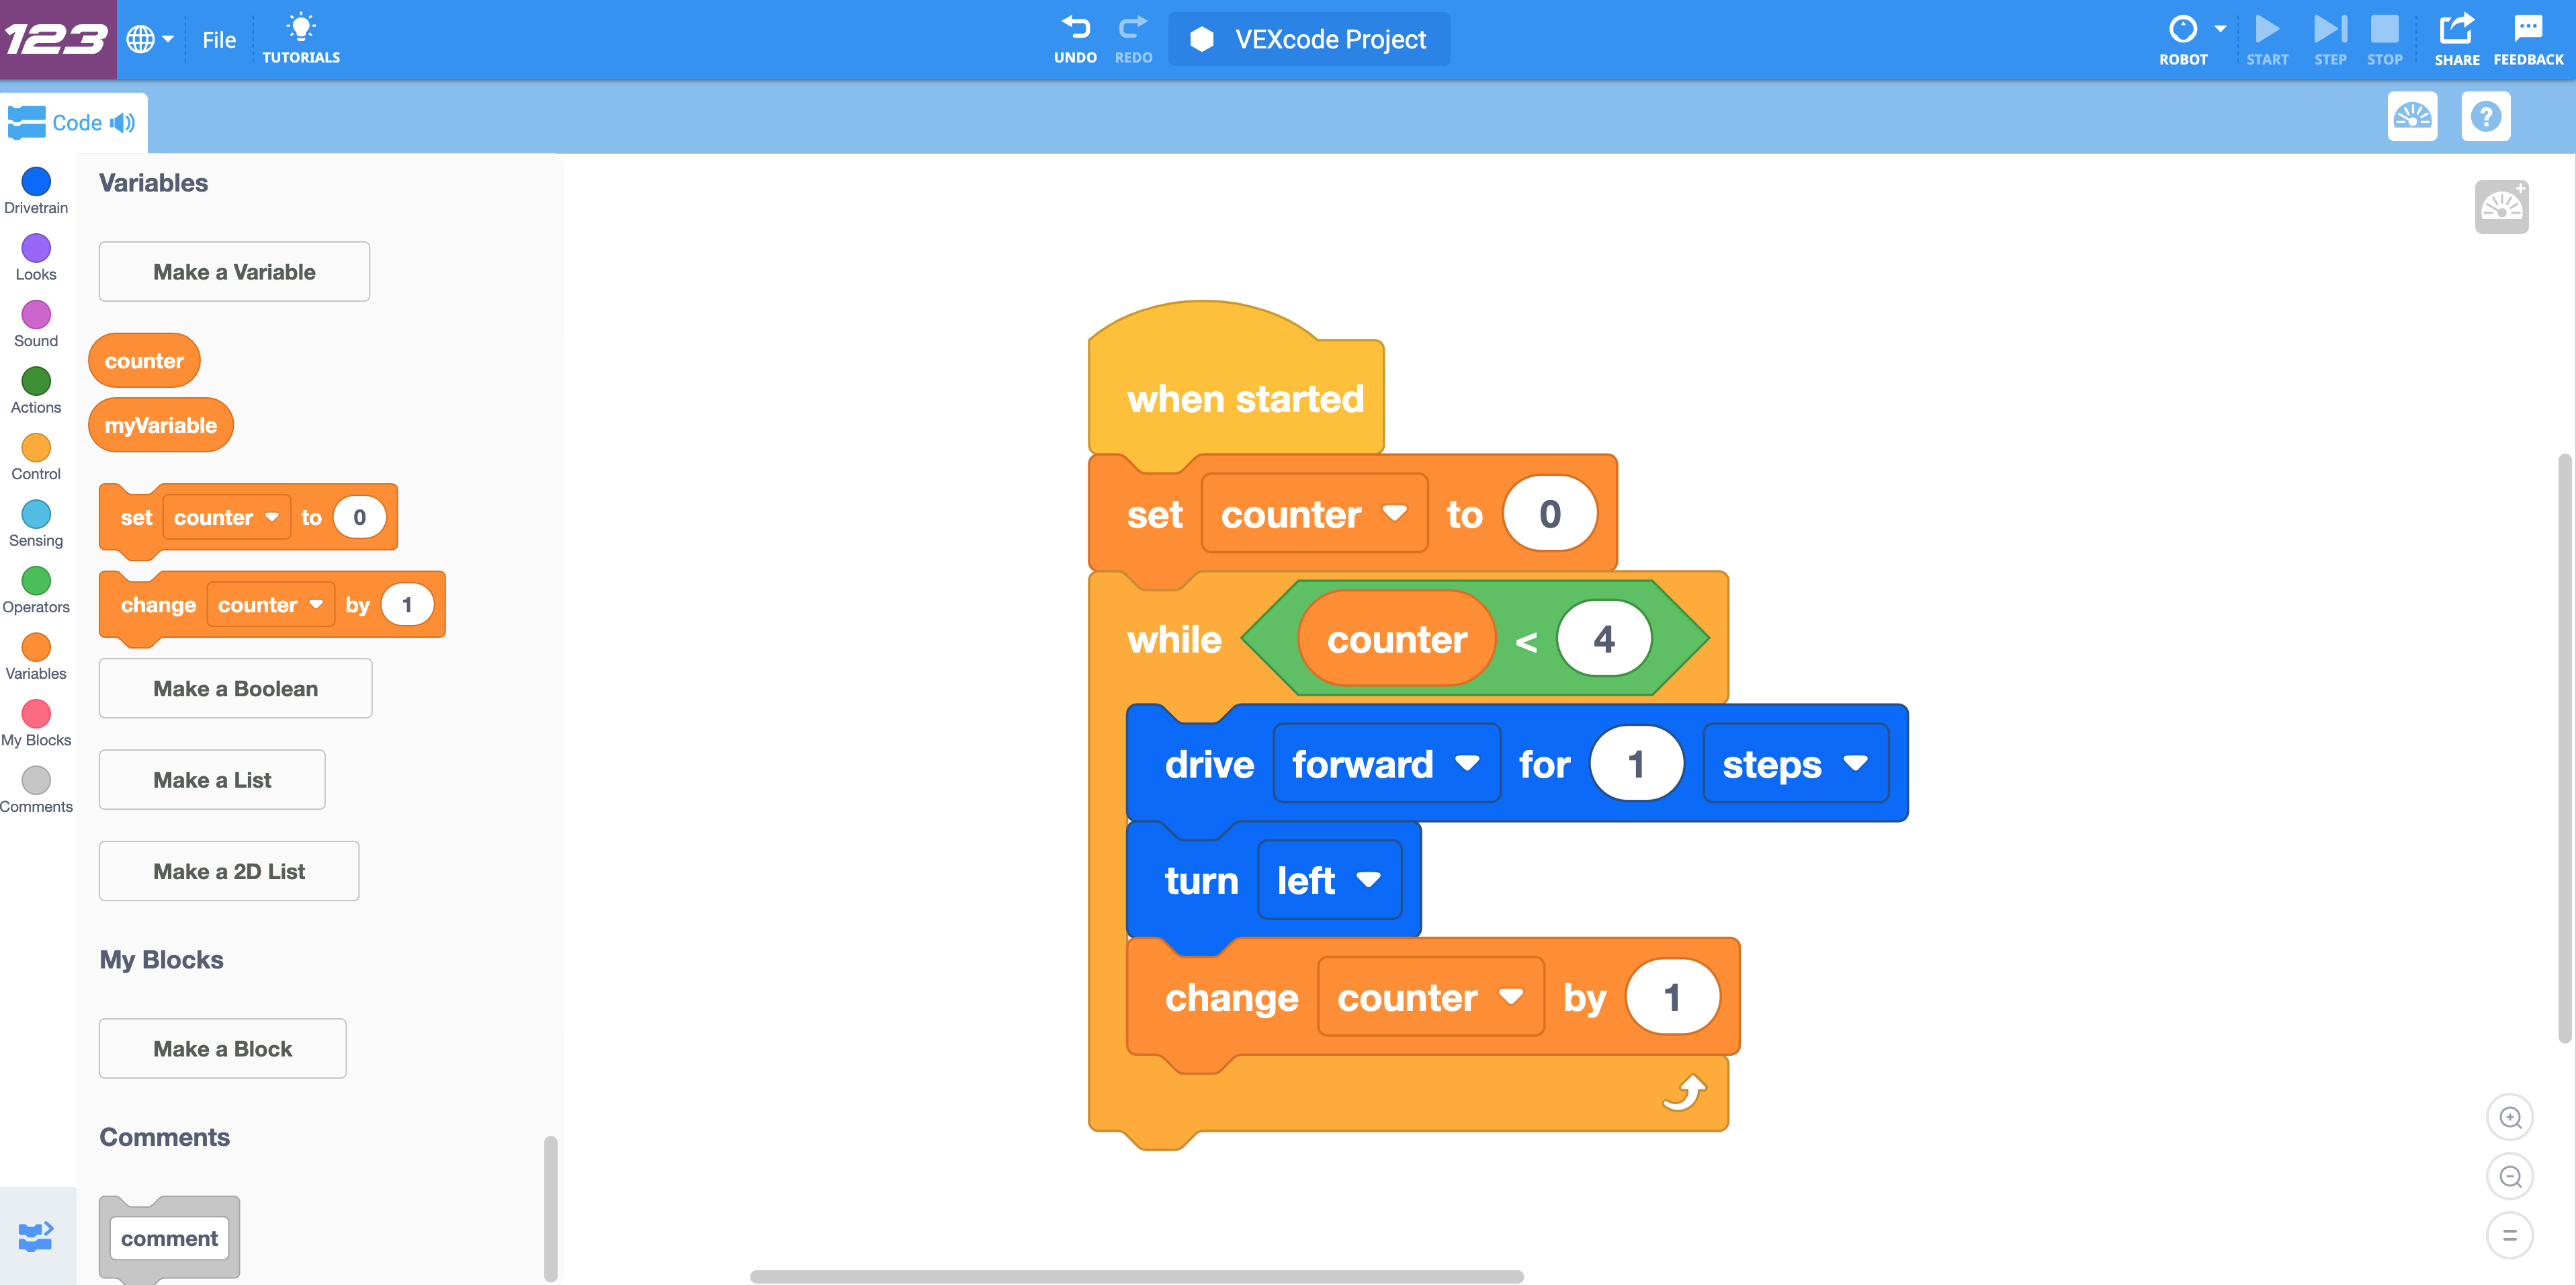 123
File
TUTORIALS
UNDO
REDO
VEXcode Project
ROBOT
START
STEP
STOP
SHARE
FEEDBACK
Code
?
Drivetrain
Looks
Sound
Actions
Control
Sensing
Operators
Variables
My Blocks
Comments
Variables
Make a Variable
counter
myVariable
set counter to 0
change counter by 1
Make a Boolean
Make a List
Make a 2D List
My Blocks
Make a Block
Comments
comment
when started
set counter to 0
while counter < 4
drive forward for 1 steps
turn left
change counter by 1